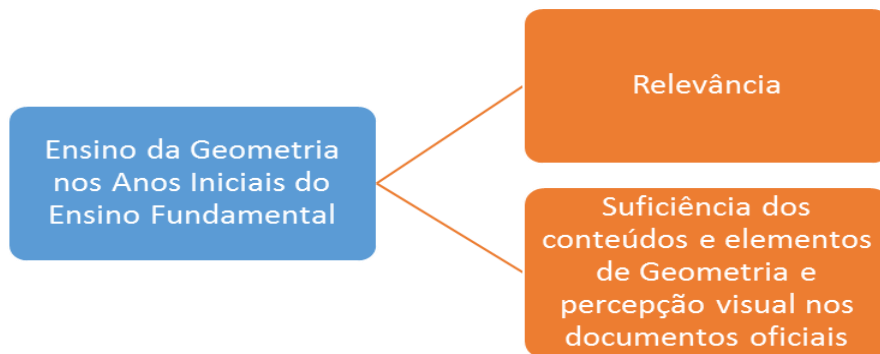 Ensino da Geometria
nos Anos Iniciais do
Ensino Fundamental
Relevância
Suficiência dos
conteúdos e elementos
de Geometria e
percepção visual nos
documentos oficiais